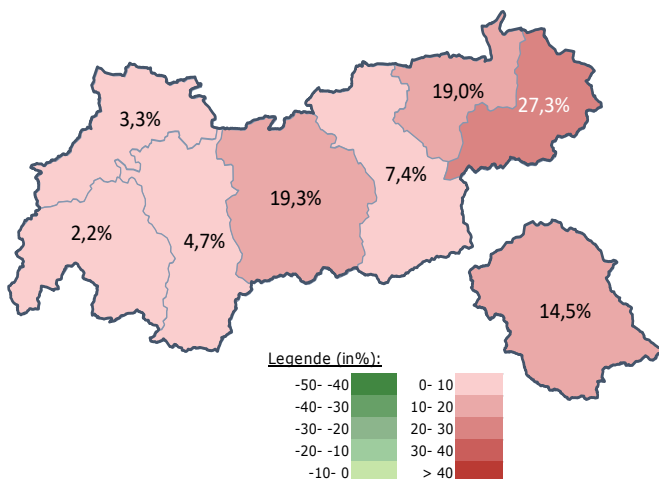 19,0%
27,3%
3,3%
7,4%
19,3%
2,2%
4,7%
14,5%
Legende (in%):
-50- -40 0- 10
-40- -30 10- 20
-30- -20 20- 30
-20- -10 30- 40
-10- 0 > 40